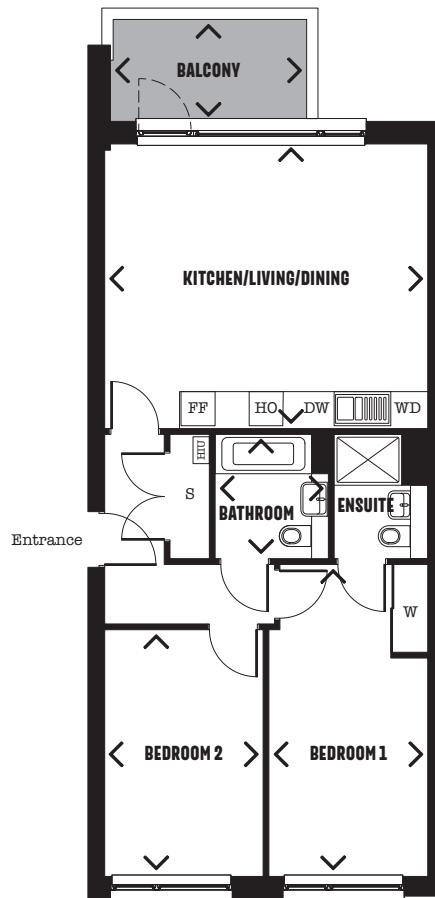 BALCONY
KITCHEN/LIVING/DINING
FF HO DW WD
HIU
S
BATHROOM
ENSUITE
Entrance
W
BEDROOM 2
BEDROOM 1